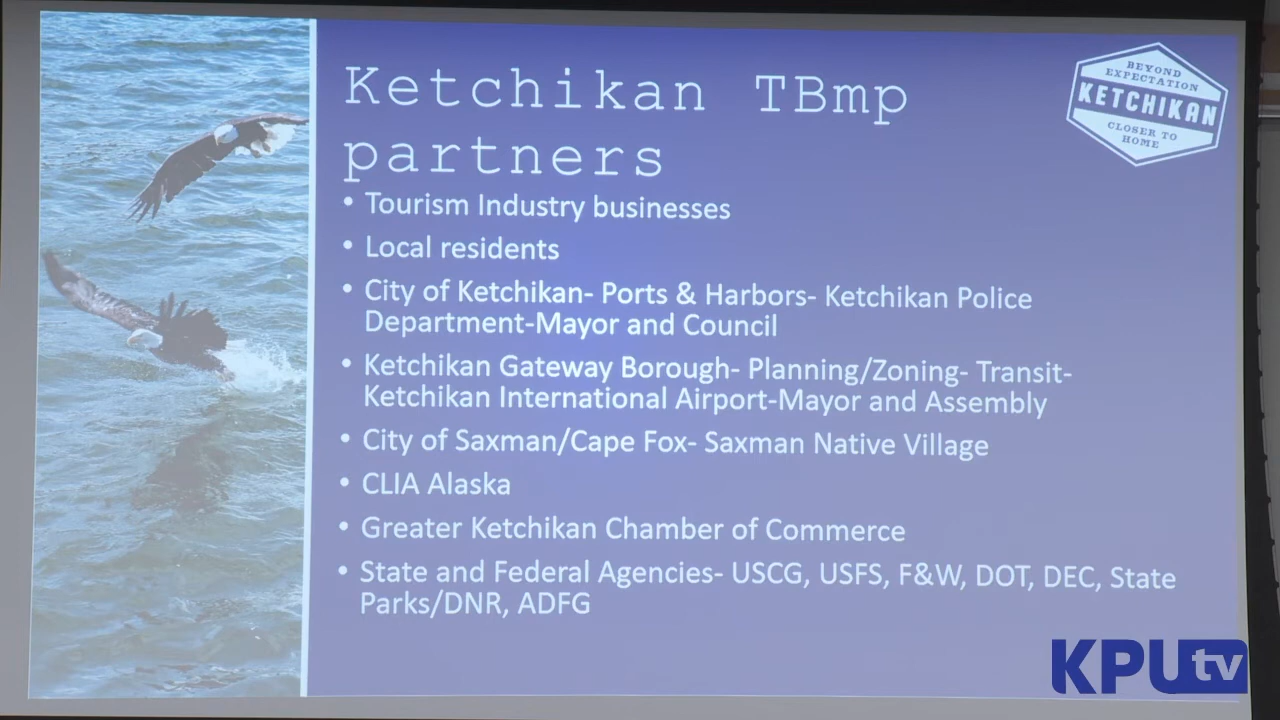 Ketchikan TBmp
partners
BEYOND
EXPECTATION
KETCHIKAN
CLOSER TO
HOME
• Tourism Industry businesses
• Local residents
• City of Ketchikan- Ports & Harbors- Ketchikan Police
Department-Mayor and Council
• Ketchikan Gateway Borough- Planning/Zoning- Transit-
Ketchikan International Airport-Mayor and Assembly
• City of Saxman/Cape Fox- Saxman Native Village
• CLIA Alaska
• Greater Ketchikan Chamber of Commerce
• State and Federal Agencies- USCG, USFS, F&W, DOT, DEC, State
Parks/DNR, ADFG
KPUtv